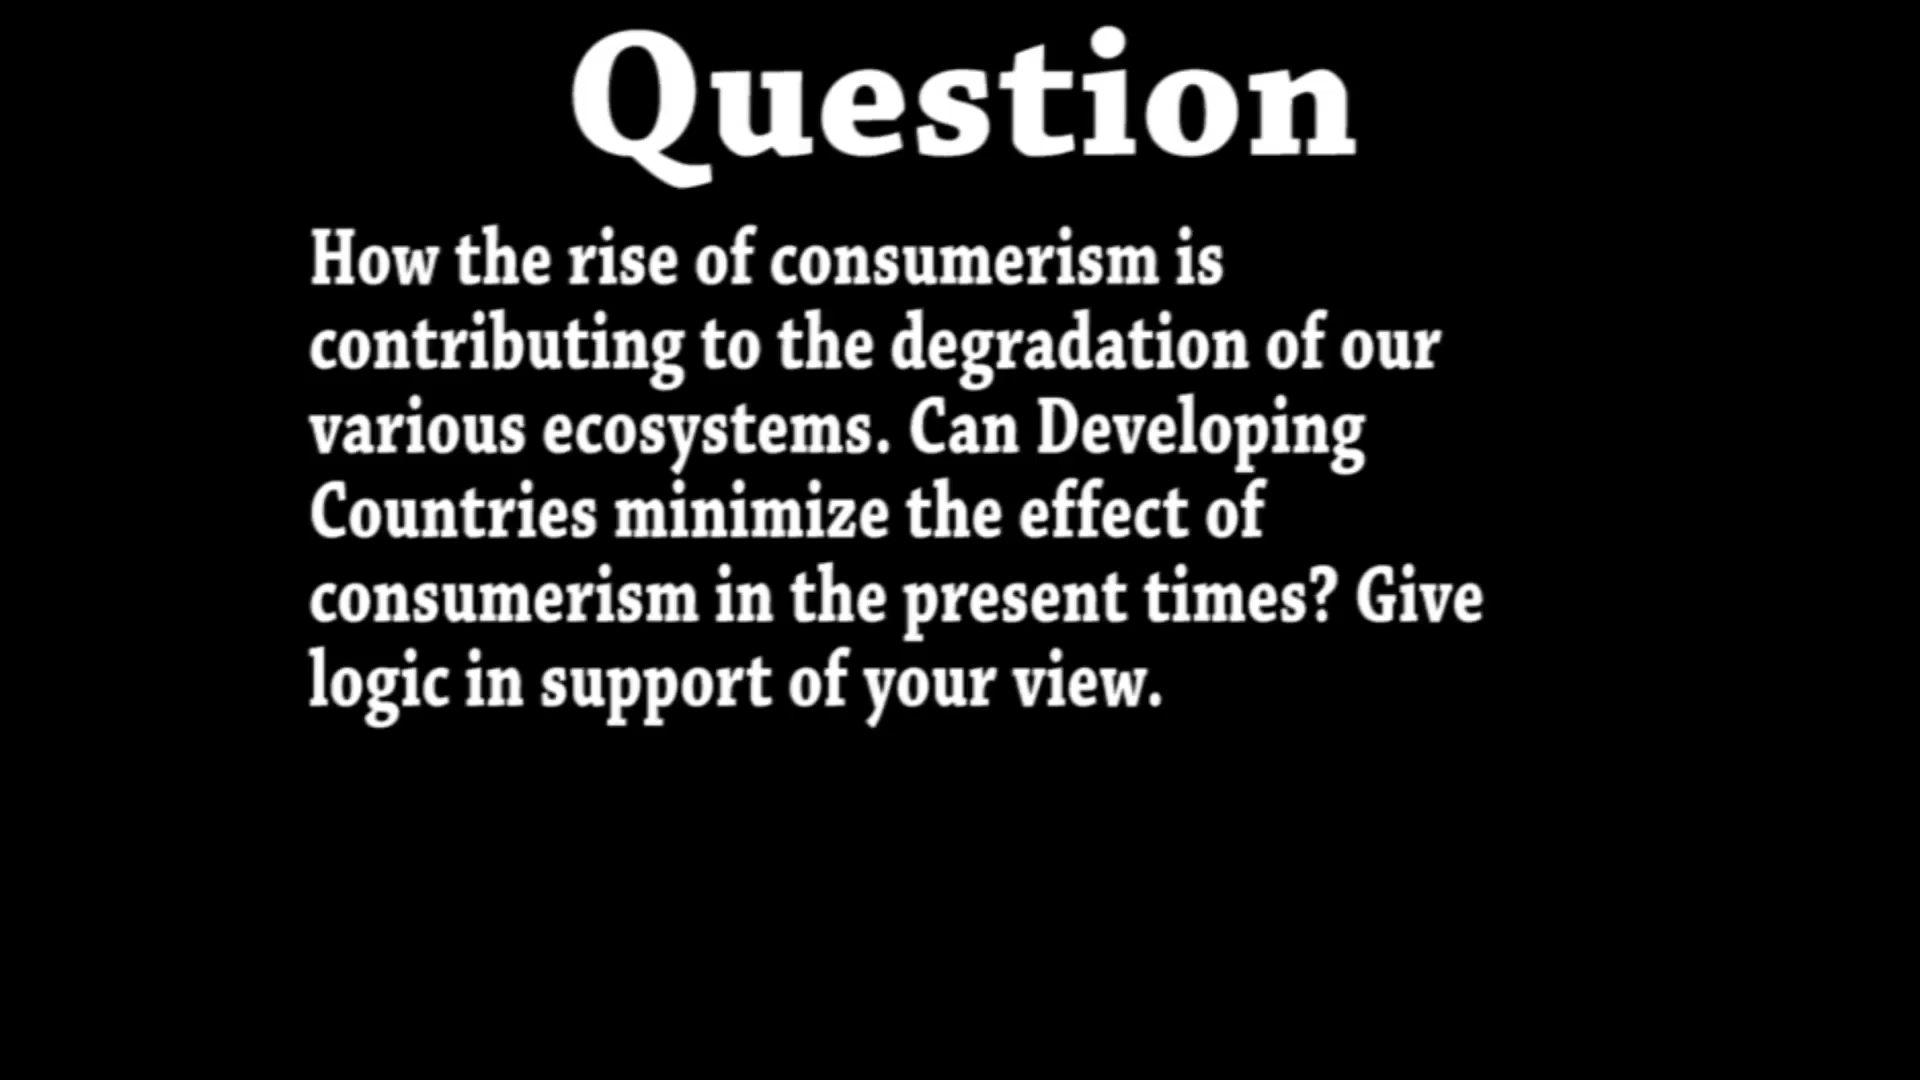 Question
How the rise of consumerism is
contributing to the degradation of our
various ecosystems. Can Developing
Countries minimize the effect of
consumerism in the present times? Give
logic in support of your view.